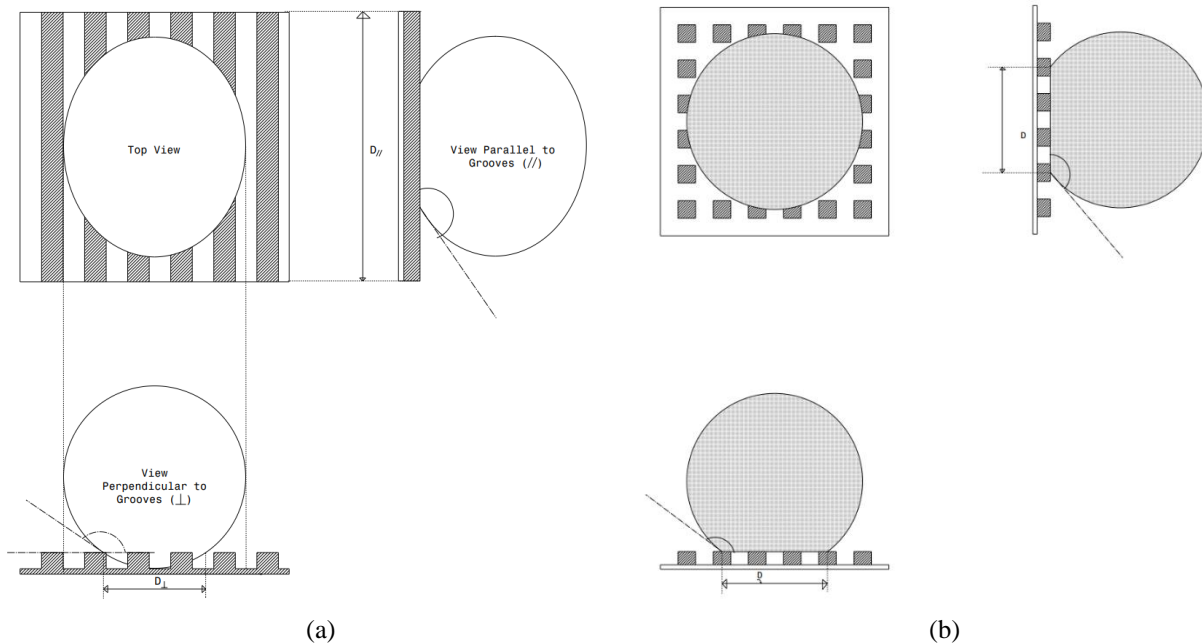 Top View
D//
View Parallel to
Grooves (//)
D
View
Perpendicular to
Grooves (⊥)
D⊥
D
(a)
(b)